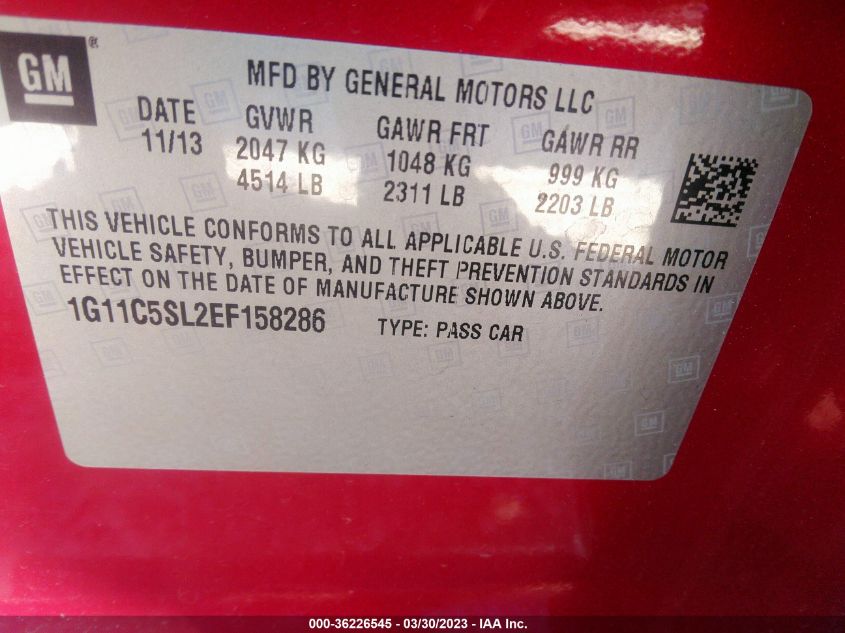 GM
MFD BY GENERAL MOTORS LLC
DATE GVWR GAWR FRT GAWR RR
11/13 2047 KG 1048 KG 999 KG
4514 LB 2311 LB 2203 LB
THIS VEHICLE CONFORMS TO ALL APPLICABLE U.S. FEDERAL MOTOR
VEHICLE SAFETY, BUMPER, AND THEFT PREVENTION STANDARDS IN
EFFECT ON THE DATE OF MANUFACTURE SHOWN ABOVE.
1G11C5SL2EF158286 TYPE: PASS CAR
000-36226545 - 03/30/2023 - IAA Inc.